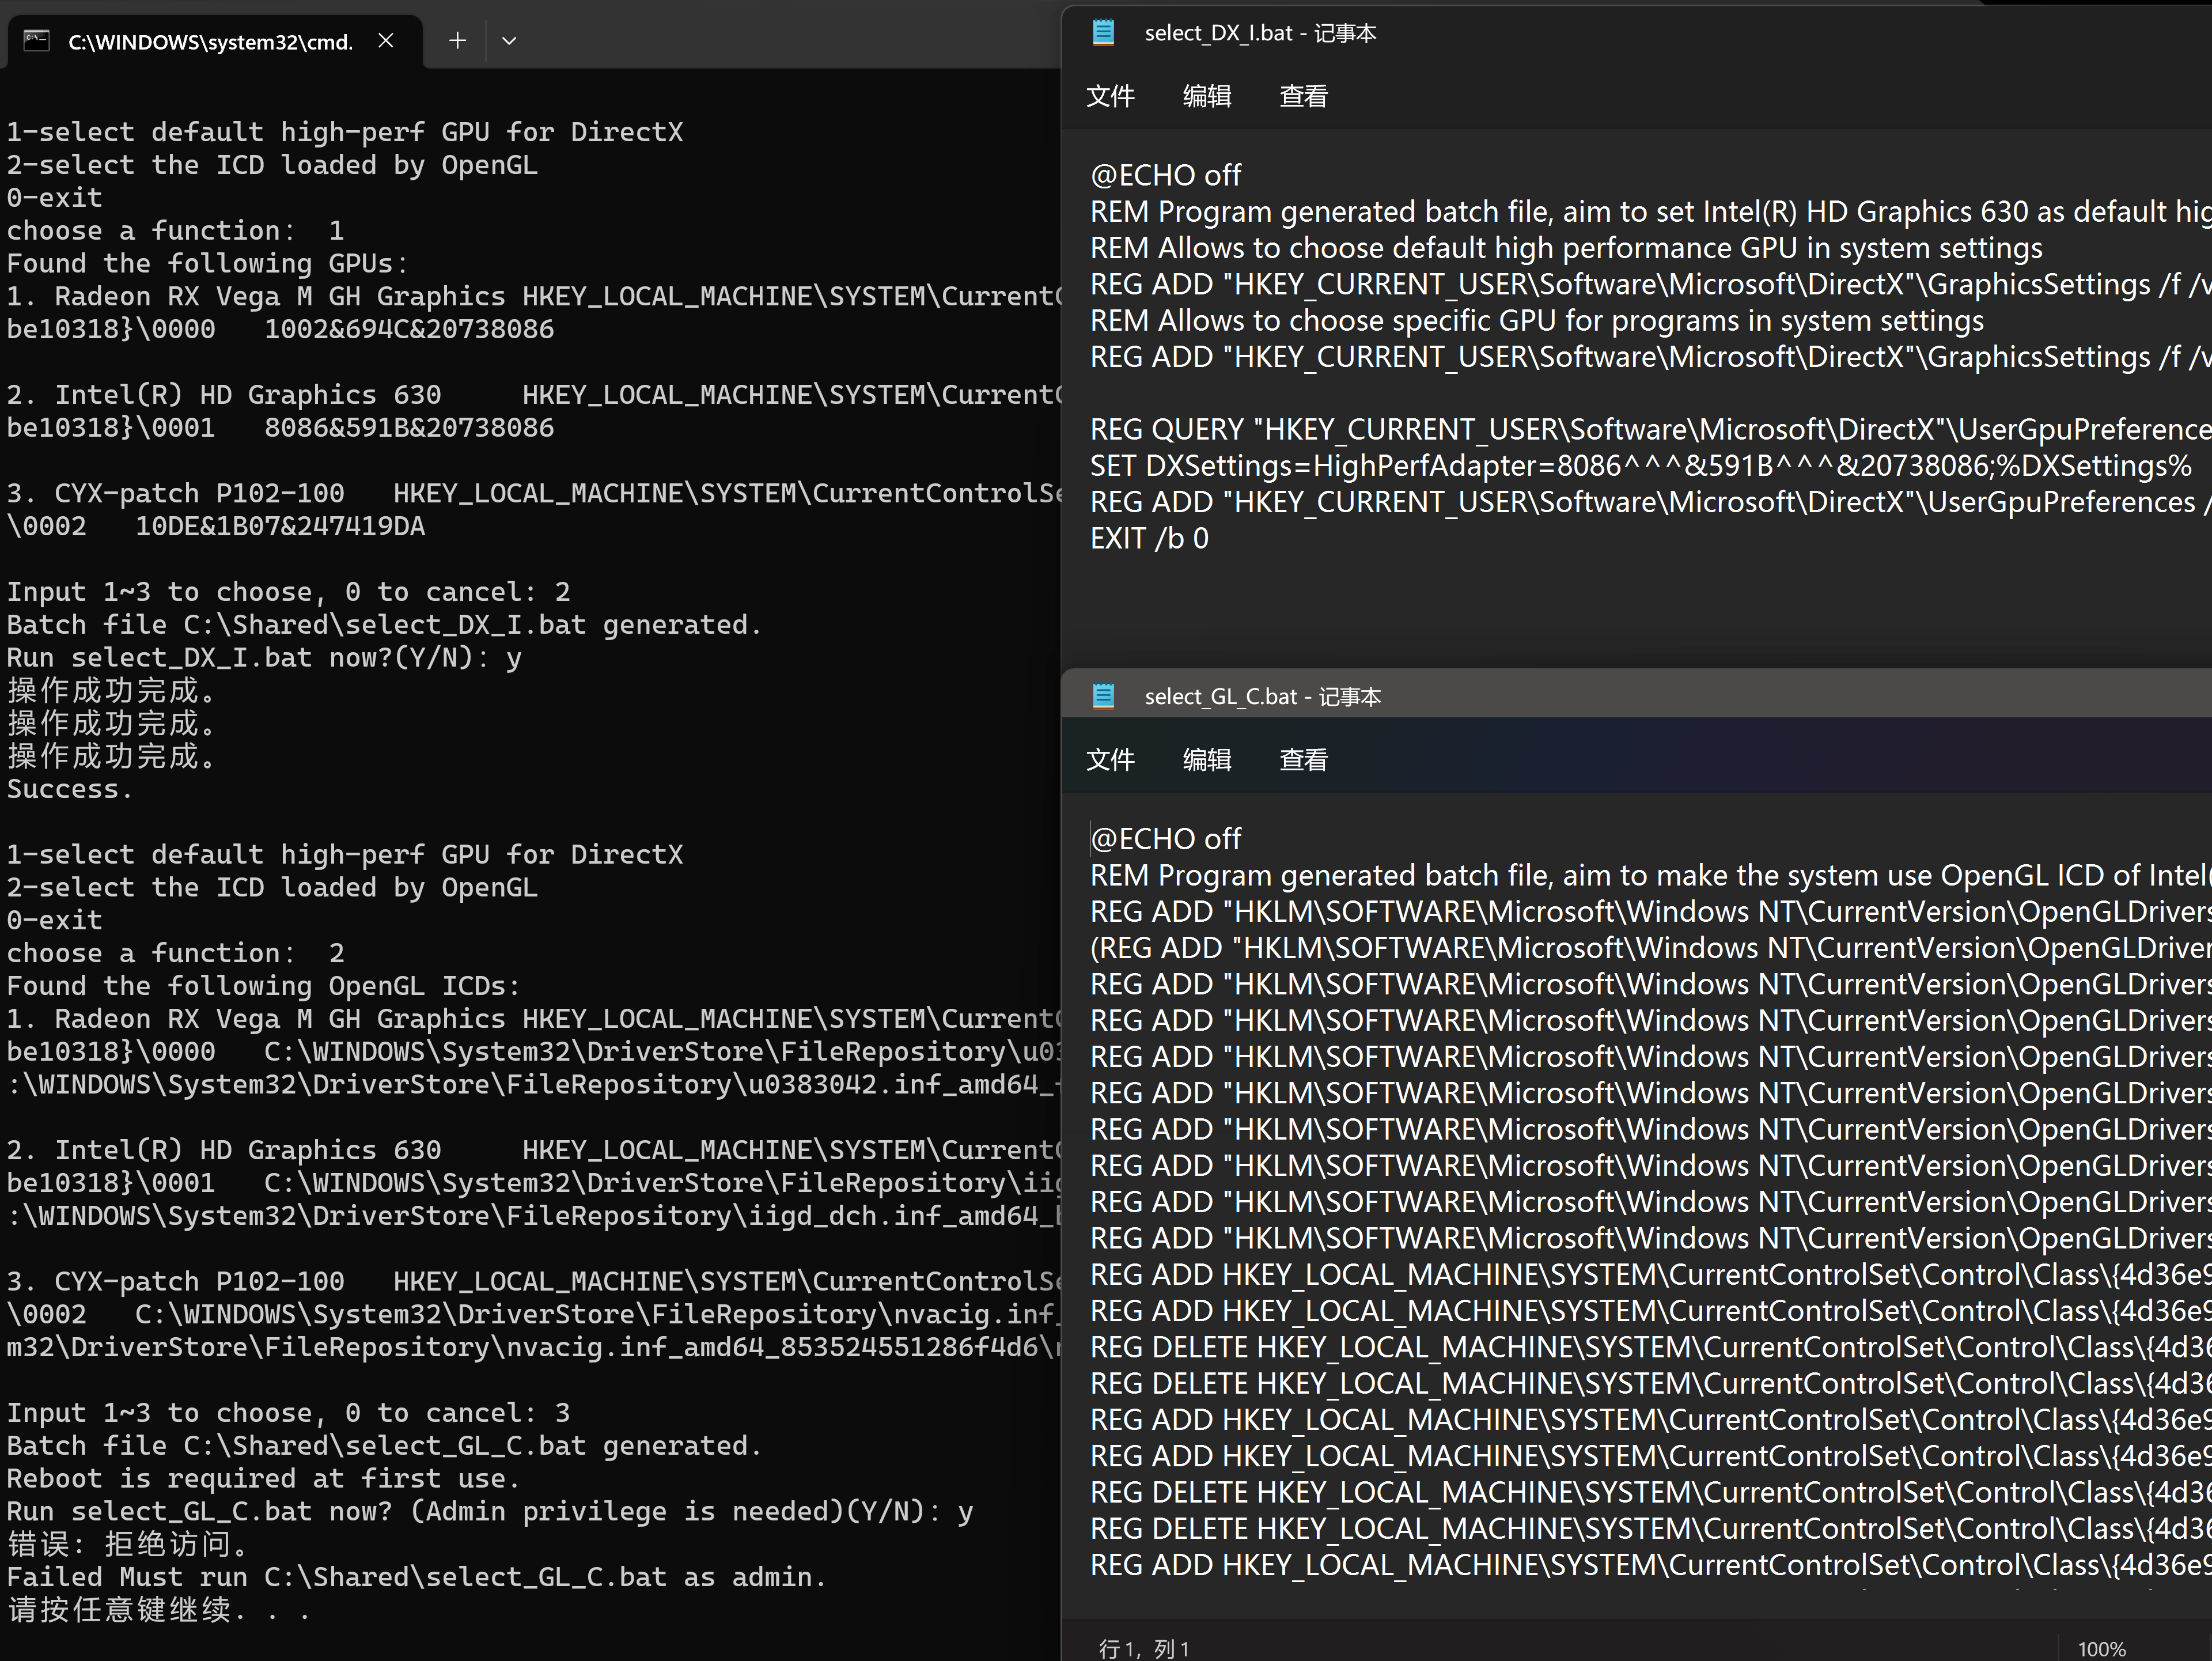 C:\WINDOWS\system32\cmd.
1-select default high-perf GPU for DirectX
2-select the ICD loaded by OpenGL
0-exit
choose a function： 1
Found the following GPUs:
1. Radeon RX Vega M GH Graphics HKEY_LOCAL_MACHINE\SYSTEM\CurrentC
be10318}\0000 1002&694C&20738086
2. Intel(R) HD Graphics 630 HKEY_LOCAL_MACHINE\SYSTEM\CurrentC
be10318}\0001 8086&591B&20738086
3. CYX-patch P102-100 HKEY_LOCAL_MACHINE\SYSTEM\CurrentControlSe
\0002 10DE&1B07&247419DA
Input 1~3 to choose, 0 to cancel: 2
Batch file C:\Shared\select_DX_I.bat generated.
Run select_DX_I.bat now?(Y/N)：y
操作成功完成。
操作成功完成。
操作成功完成。
Success.
1-select default high-perf GPU for DirectX
2-select the ICD loaded by OpenGL
0-exit
choose a function： 2
Found the following OpenGL ICDs:
1. Radeon RX Vega M GH Graphics HKEY_LOCAL_MACHINE\SYSTEM\CurrentC
be10318}\0000 C:\WINDOWS\System32\DriverStore\FileRepository\u03
:\WINDOWS\System32\DriverStore\FileRepository\u0383042.inf_amd64_
2. Intel(R) HD Graphics 630 HKEY_LOCAL_MACHINE\SYSTEM\CurrentC
be10318}\0001 C:\WINDOWS\System32\DriverStore\FileRepository\iig
:\WINDOWS\System32\DriverStore\FileRepository\iigd_dch.inf_amd64_
3. CYX-patch P102-100 HKEY_LOCAL_MACHINE\SYSTEM\CurrentControlSe
\0002 C:\WINDOWS\System32\DriverStore\FileRepository\nvacig.inf_
m32\DriverStore\FileRepository\nvacig.inf_amd64_853524551286f4d6\
Input 1~3 to choose, 0 to cancel: 3
Batch file C:\Shared\select_GL_C.bat generated.
Reboot is required at first use.
Run select_GL_C.bat now? (Admin privilege is needed)(Y/N)：y
错误: 拒绝访问。
Failed Must run C:\Shared\select_GL_C.bat as admin.
请按任意键继续. . .
select_DX_I.bat - 记事本
文件 编辑 查看
@ECHO off
REM Program generated batch file, aim to set Intel(R) HD Graphics 630 as default hig
REM Allows to choose default high performance GPU in system settings
REG ADD "HKEY_CURRENT_USER\Software\Microsoft\DirectX"\GraphicsSettings /f /v
REM Allows to choose specific GPU for programs in system settings
REG ADD "HKEY_CURRENT_USER\Software\Microsoft\DirectX"\GraphicsSettings /f /v
REG QUERY "HKEY_CURRENT_USER\Software\Microsoft\DirectX"\UserGpuPreference
SET DXSettings=HighPerfAdapter=8086^^^&591B^^^&20738086;%DXSettings%
REG ADD "HKEY_CURRENT_USER\Software\Microsoft\DirectX"\UserGpuPreferences /
EXIT /b 0
select_GL_C.bat - 记事本
文件 编辑 查看
@ECHO off
REM Program generated batch file, aim to make the system use OpenGL ICD of Intel(
REG ADD "HKLM\SOFTWARE\Microsoft\Windows NT\CurrentVersion\OpenGLDrivers
(REG ADD "HKLM\SOFTWARE\Microsoft\Windows NT\CurrentVersion\OpenGLDriver
REG ADD "HKLM\SOFTWARE\Microsoft\Windows NT\CurrentVersion\OpenGLDrivers
REG ADD "HKLM\SOFTWARE\Microsoft\Windows NT\CurrentVersion\OpenGLDrivers
REG ADD "HKLM\SOFTWARE\Microsoft\Windows NT\CurrentVersion\OpenGLDrivers
REG ADD "HKLM\SOFTWARE\Microsoft\Windows NT\CurrentVersion\OpenGLDrivers
REG ADD "HKLM\SOFTWARE\Microsoft\Windows NT\CurrentVersion\OpenGLDrivers
REG ADD "HKLM\SOFTWARE\Microsoft\Windows NT\CurrentVersion\OpenGLDrivers
REG ADD "HKLM\SOFTWARE\Microsoft\Windows NT\CurrentVersion\OpenGLDrivers
REG ADD "HKLM\SOFTWARE\Microsoft\Windows NT\CurrentVersion\OpenGLDrivers
REG ADD HKEY_LOCAL_MACHINE\SYSTEM\CurrentControlSet\Control\Class\{4d36e9
REG ADD HKEY_LOCAL_MACHINE\SYSTEM\CurrentControlSet\Control\Class\{4d36e9
REG DELETE HKEY_LOCAL_MACHINE\SYSTEM\CurrentControlSet\Control\Class\{4d36
REG DELETE HKEY_LOCAL_MACHINE\SYSTEM\CurrentControlSet\Control\Class\{4d36
REG ADD HKEY_LOCAL_MACHINE\SYSTEM\CurrentControlSet\Control\Class\{4d36e9
REG ADD HKEY_LOCAL_MACHINE\SYSTEM\CurrentControlSet\Control\Class\{4d36e9
REG DELETE HKEY_LOCAL_MACHINE\SYSTEM\CurrentControlSet\Control\Class\{4d36
REG DELETE HKEY_LOCAL_MACHINE\SYSTEM\CurrentControlSet\Control\Class\{4d36
REG ADD HKEY_LOCAL_MACHINE\SYSTEM\CurrentControlSet\Control\Class\{4d36e9
行 1，列 1 100%